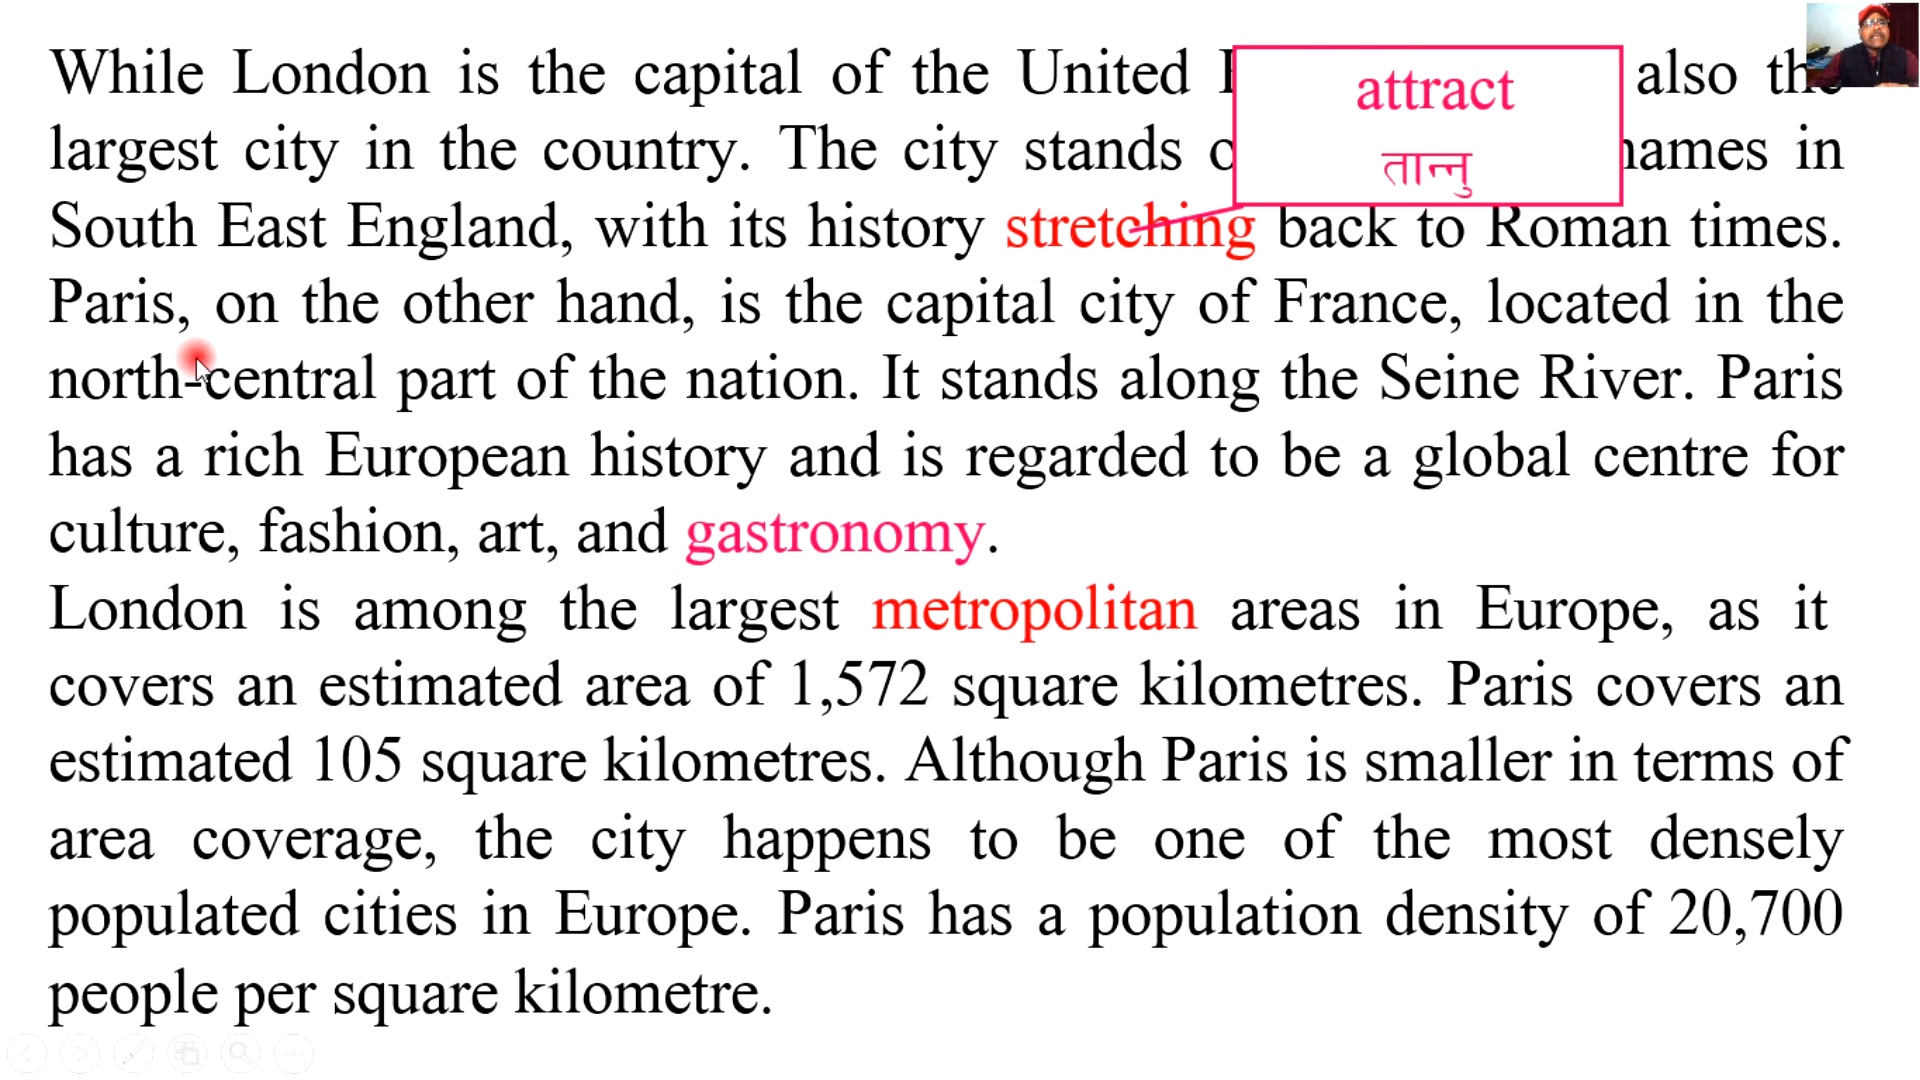 While London is the capital of the United also the
largest city in the country. The city stands in
South East England, with its history stretching back to Roman times.
Paris, on the other hand, is the capital city of France, located in the
north-central part of the nation. It stands along the Seine River. Paris
has a rich European history and is regarded to be a global centre for
culture, fashion, art, and gastronomy.
London is among the largest metropolitan areas in Europe, as it
covers an estimated area of 1,572 square kilometres. Paris covers an
estimated 105 square kilometres. Although Paris is smaller in terms of
area coverage, the city happens to be one of the most densely
populated cities in Europe. Paris has a population density of 20,700
people per square kilometre.
attract
तान्नु